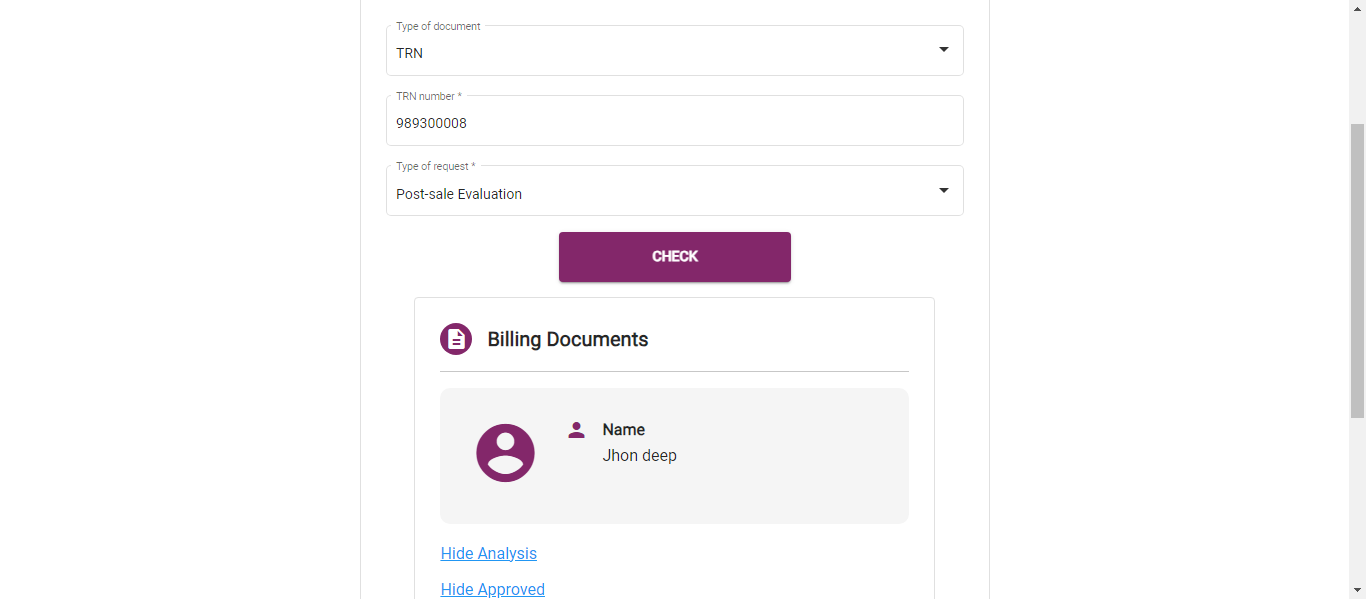 Type of document
TRN
TRN number *
989300008
Type of request *
Post-sale Evaluation
CHECK
Billing Documents
Name
Jhon deep
Hide Analysis
Hide Approved